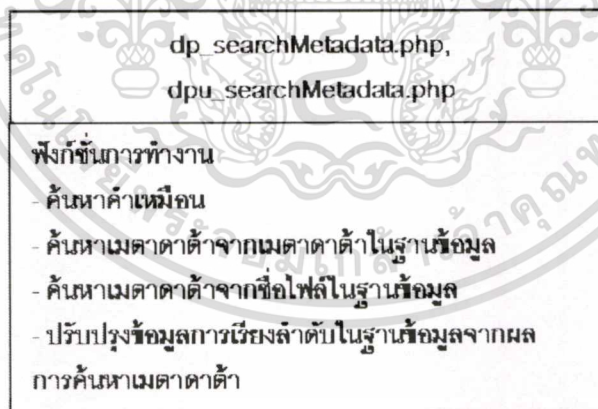 dp_searchMetadata.php,
dpu_searchMetadata.php
ฟังก์ชั่นการทำงาน
- ค้นหาคำเหมือน
- ค้นหาเมตาดาต้าจากเมตาดาต้าในฐานข้อมูล
- ค้นหาเมตาดาต้าจากชื่อไฟล์ในฐานข้อมูล
- ปรับปรุงข้อมูลการเรียงลำดับในฐานข้อมูลจากผล
การค้นหาเมตาดาต้า